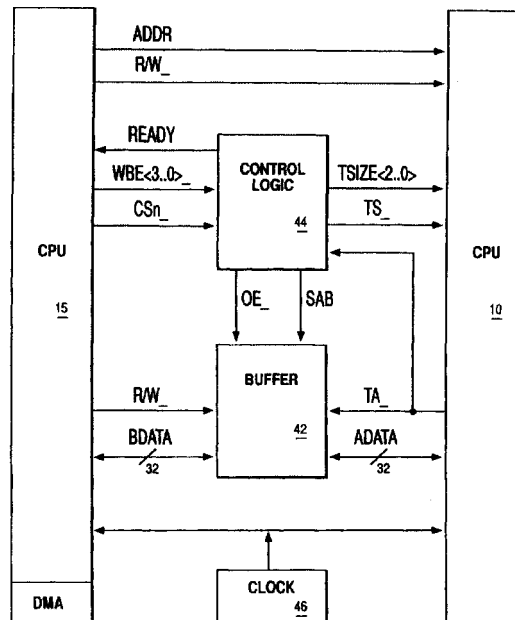 ADDR
R/W_
READY
WBE<3..0>_
CSn_
CONTROL
LOGIC
44
TSIZE<2..0>
TS_
CPU
15
CPU
10
OE_
SAB
BUFFER
42
R/W_
BDATA
32
TA_
ADATA
32
CLOCK
46
DMA